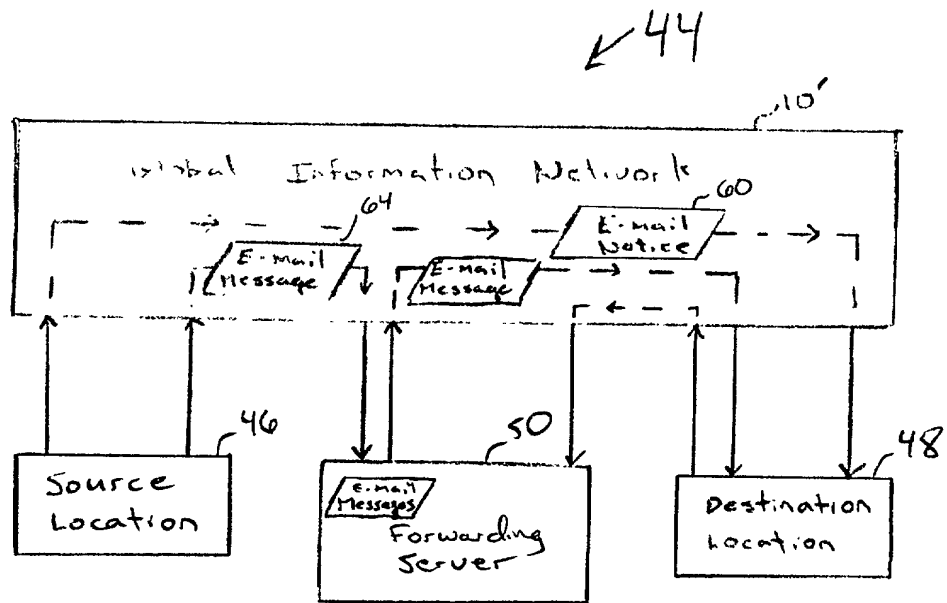 44
10'
Global Information Network
64
60
E-mail
Notice
E-mail
Message
E-mail
Message
46
50
48
Source
Location
E-mail
Messages
Forwarding
Server
Destination
Location